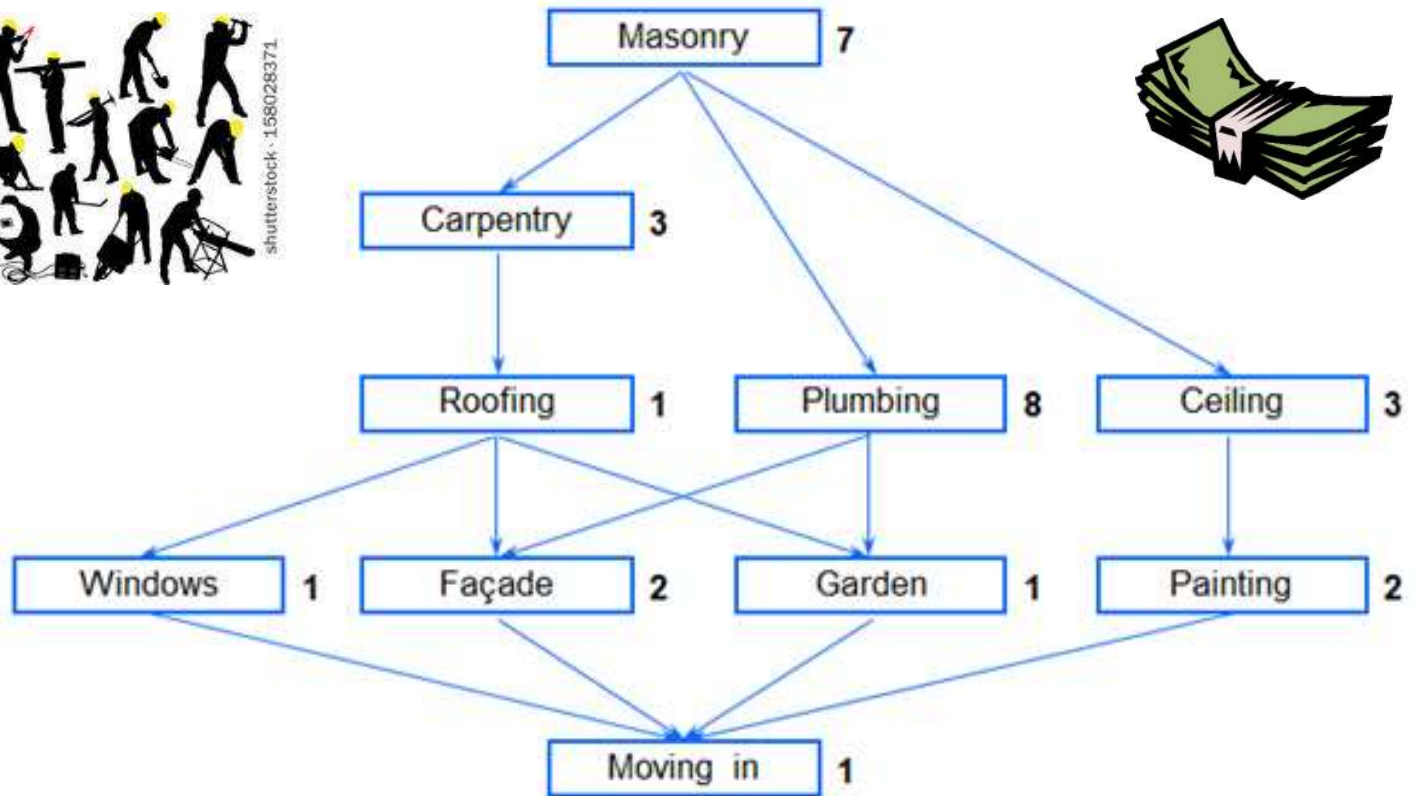 Masonry 7
shutterstock · 158028371
Carpentry 3
Roofing 1
Plumbing 8
Ceiling 3
Windows 1
Façade 2
Garden 1
Painting 2
Moving in 1